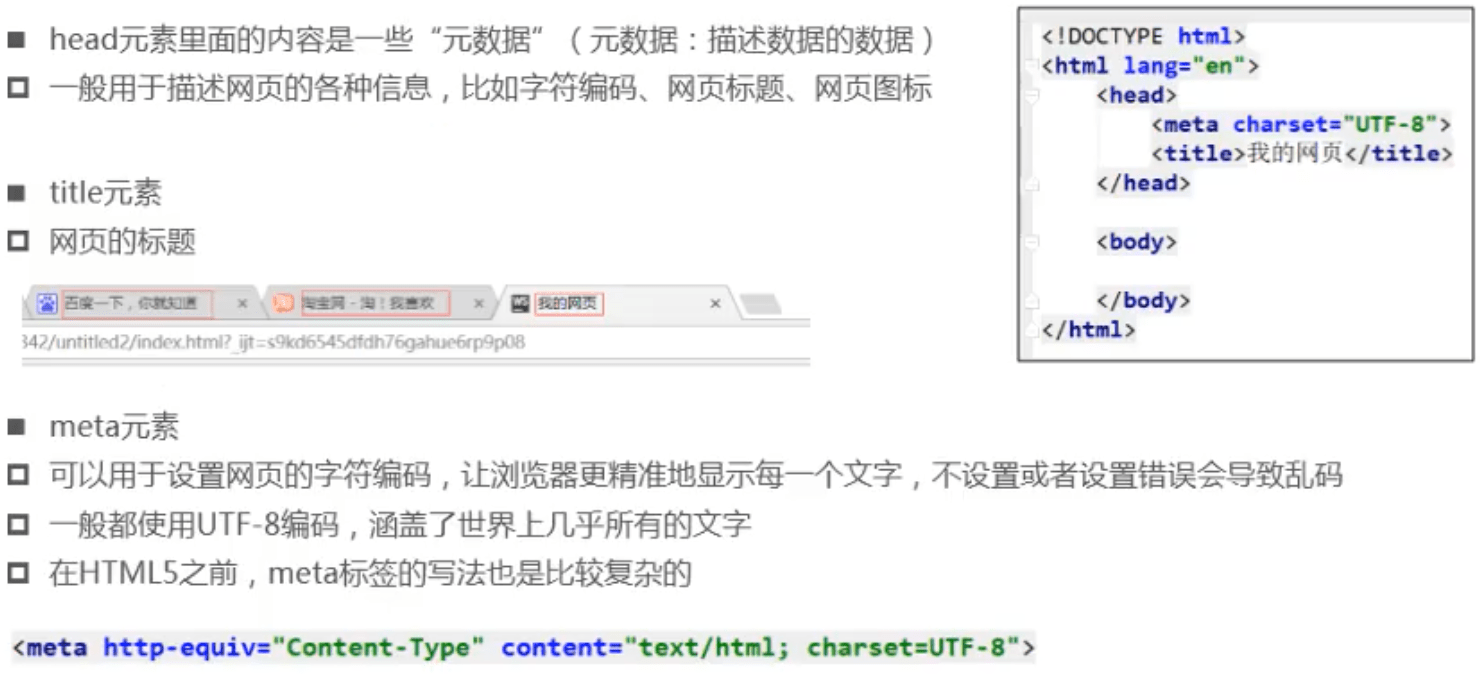 head元素里面的内容是一些“元数据”（元数据：描述数据的数据）
一般用于描述网页的各种信息，比如字符编码、网页标题、网页图标
title元素
网页的标题
百度一下，你就知道 × 淘宝网 - 淘！我喜欢 × 我的网页 ×
342/untitled2/index.html?_ijt=s9kd6545dfdh76gahue6rp9p08
meta元素
可以用于设置网页的字符编码，让浏览器更精准地显示每一个文字，不设置或者设置错误会导致乱码
一般都使用UTF-8编码，涵盖了世界上几乎所有的文字
在HTML5之前，meta标签的写法也是比较复杂的
<meta http-equiv="Content-Type" content="text/html; charset=UTF-8">
<!DOCTYPE html>
<html lang="en">
<head>
<meta charset="UTF-8">
<title>我的网页</title>
</head>
<body>
</body>
</html>